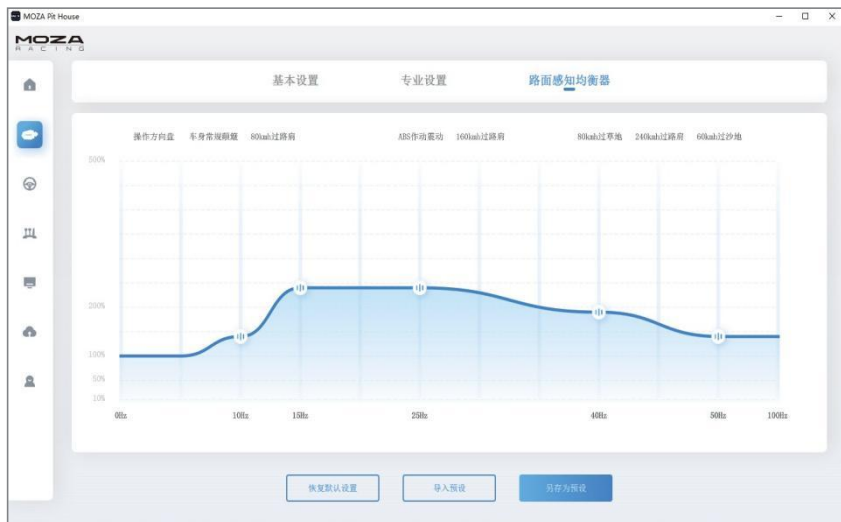 MOZA Pit House
MOZA
RACING
基本设置 专业设置 路面感知均衡器
操作方向盘 车身常规颠簸 80kmh过路肩 ABS作动震动 160kmh过路肩 80kmh过草地 240kmh过路肩 60kmh过沙地
500%
200%
100%
50%
10%
0Hz 10Hz 15Hz 25Hz 40Hz 50Hz 100Hz
恢复默认设置 导入预设 另存为预设